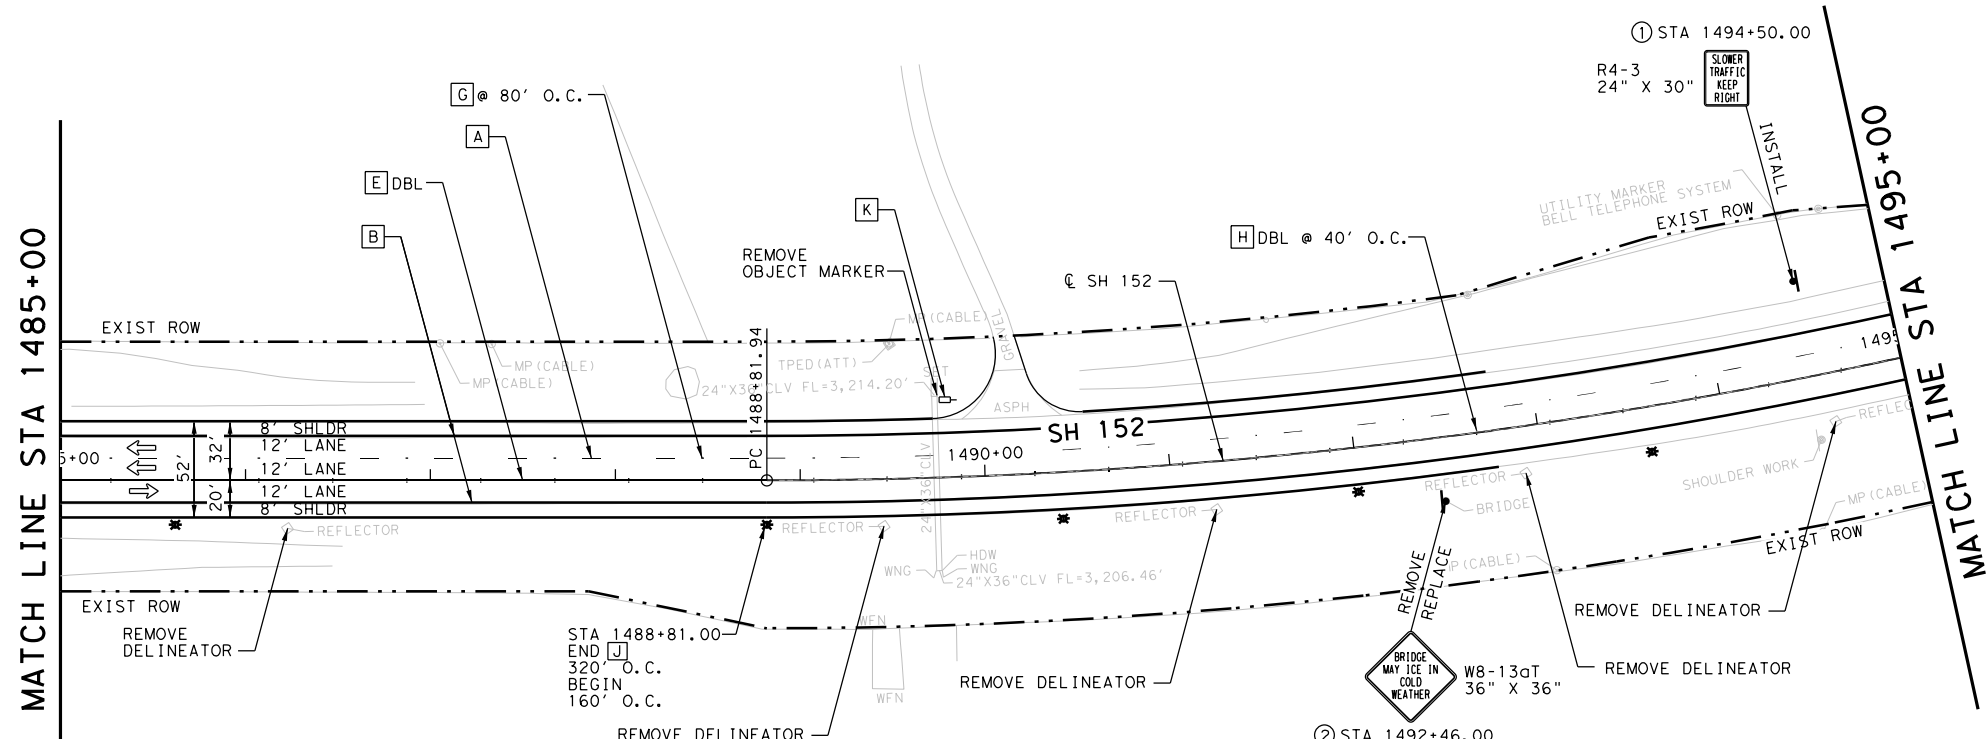 ① STA 1494+50.00
R4-3
24" X 30"
SLOWER
TRAFFIC
KEEP
RIGHT
INSTALL
G @ 80' O.C.
A
E DBL
B
K
H DBL @ 40' O.C.
REMOVE
OBJECT MARKER
℄ SH 152
UTILITY MARKER
BELL TELEPHONE SYSTEM
EXIST ROW
MATCH LINE STA 1485+00
MATCH LINE STA 1495+00
EXIST ROW
MP(CABLE)
MP(CABLE)
MP(CABLE)
TPED(ATT)
GRAVEL
SET
24"X36"CLV FL=3,214.20'
ASPH
PC 1488+81.94
8' SHLDR
12' LANE
12' LANE
12' LANE
8' SHLDR
52'
32'
20'
5+00
1490+00
SH 152
1495
24"X36"CLV
REFLECTOR
REFLECTOR
REFLECTOR
REFLECTOR
REFLEC
SHOULDER WORK
BRIDGE
MP(CABLE)
EXIST ROW
P(CABLE)
HDW
WNG
WNG
24"X36"CLV FL=3,206.46'
EXIST ROW
WFN
WFN
REMOVE
DELINEATOR
STA 1488+81.00
END J
320' O.C.
BEGIN
160' O.C.
REMOVE DELINEATOR
REMOVE DELINEATOR
REMOVE
REPLACE
BRIDGE
MAY ICE IN
COLD
WEATHER
W8-13aT
36" X 36"
② STA 1492+46.00
REMOVE DELINEATOR
REMOVE DELINEATOR